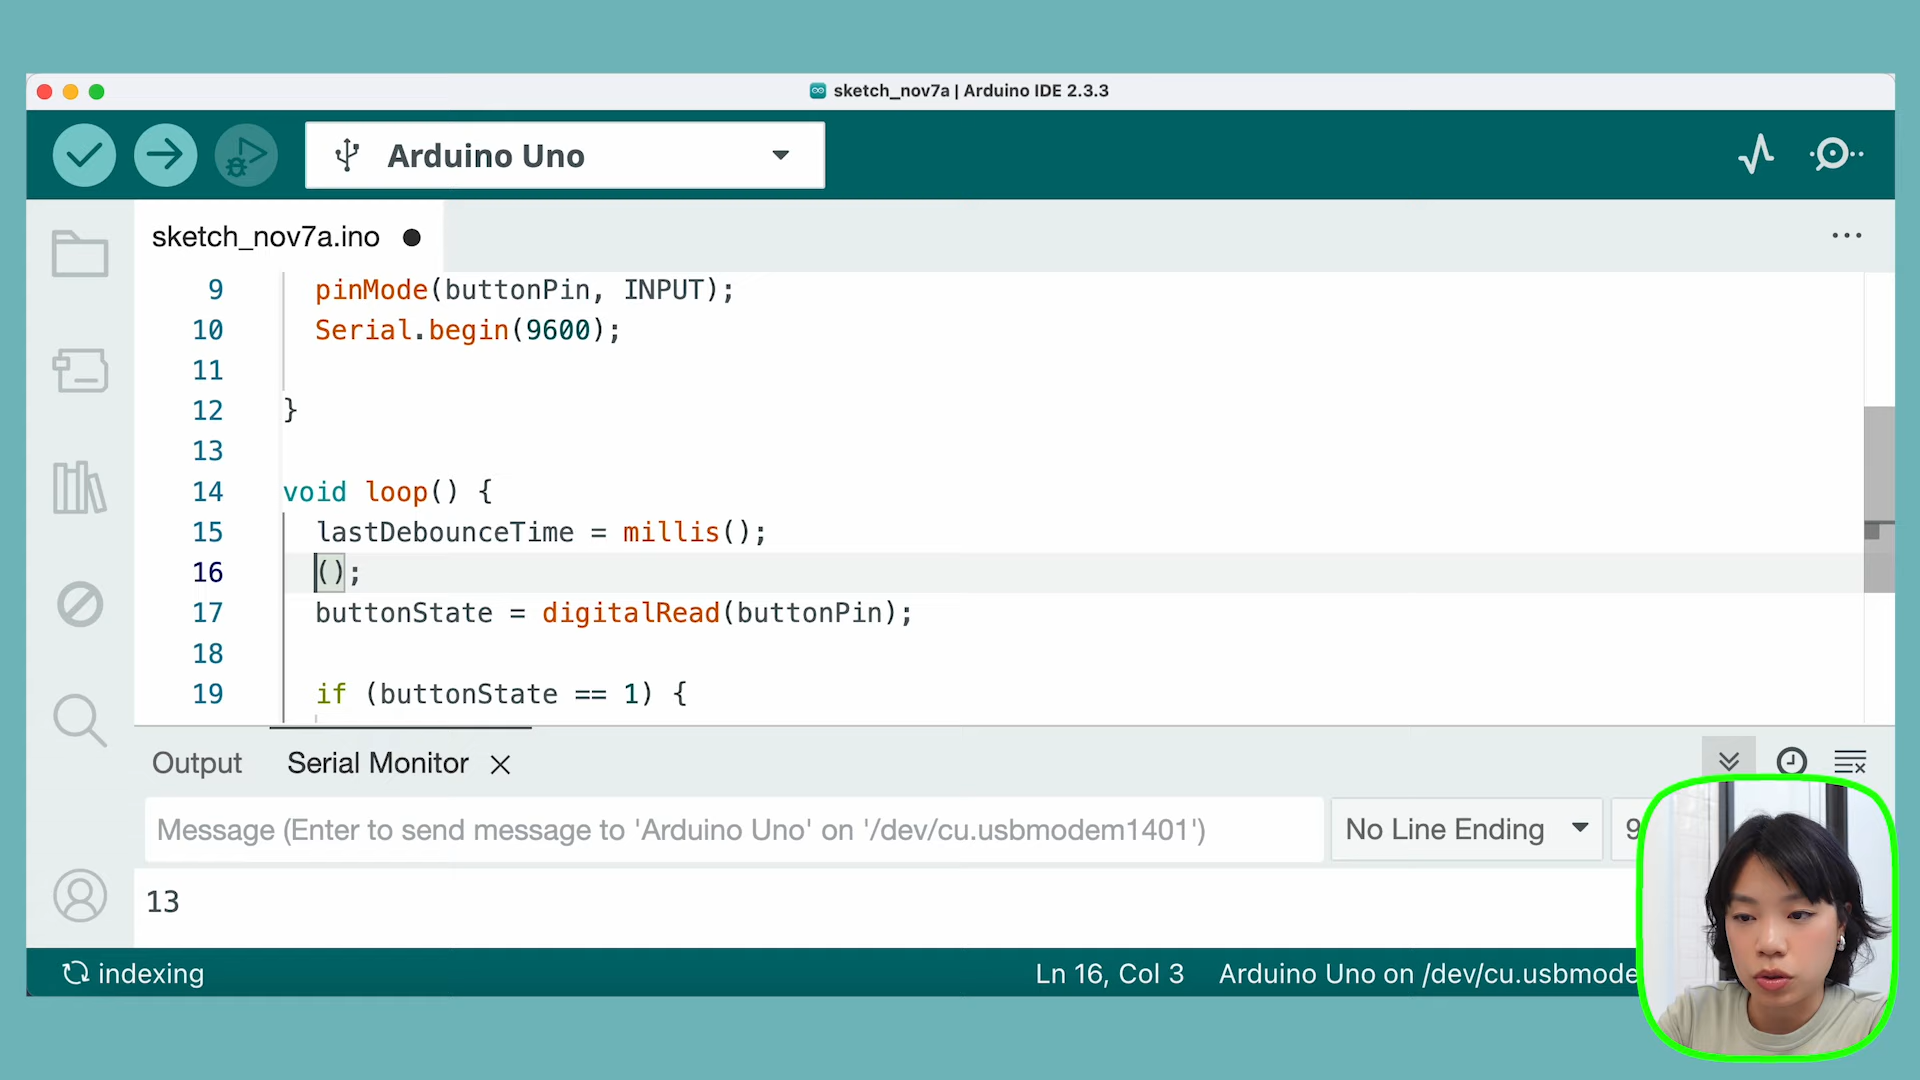 sketch_nov7a | Arduino IDE 2.3.3
Arduino Uno
sketch_nov7a.ino
9 pinMode(buttonPin, INPUT);
10 Serial.begin(9600);
11
12 }
13
14 void loop() {
15 lastDebounceTime = millis();
16 ();
17 buttonState = digitalRead(buttonPin);
18
19 if (buttonState == 1) {
Output Serial Monitor
Message (Enter to send message to 'Arduino Uno' on '/dev/cu.usbmodem1401')
No Line Ending 9
13
indexing
Ln 16, Col 3 Arduino Uno on /dev/cu.usbmode